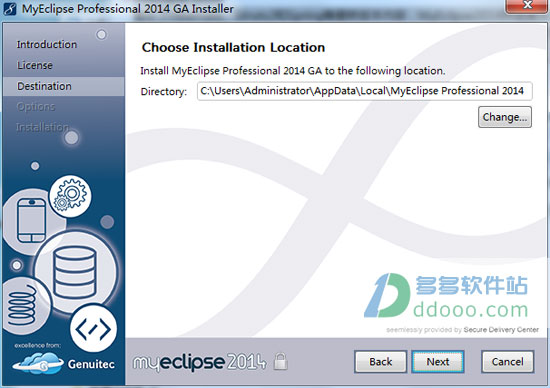 MyEclipse Professional 2014 GA Installer
Introduction
License
Destination
Options
Installation
Choose Installation Location
Install MyEclipse Professional 2014 GA to the following location.
Directory: C:\Users\Administrator\AppData\Local\MyEclipse Professional 2014
Change...
多多软件站
ddooo.com
seamlessly provided by Secure Delivery Center
excellence from:
Genuitec
myeclipse 2014
Back
Next
Cancel